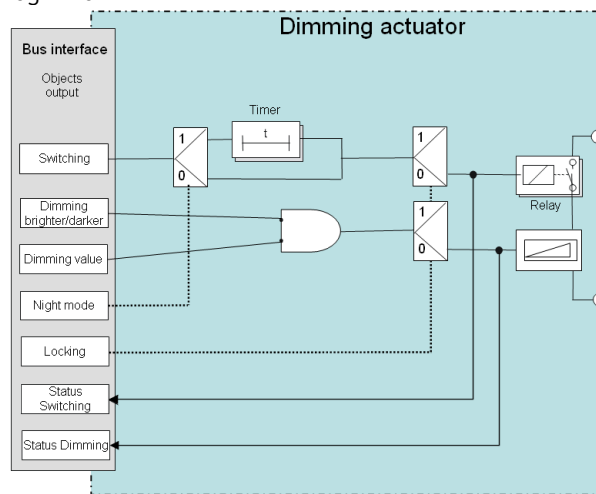 Dimming actuator
Bus interface
Objects
output
Timer
t
1
0
1
0
1
0
Switching
Dimming
brighter/darker
Dimming value
Night mode
Locking
Status
Switching
Status Dimming
Relay